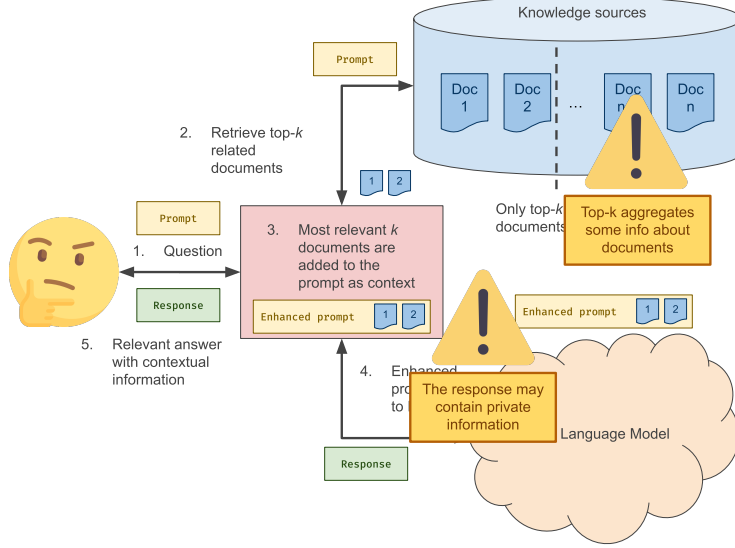 Knowledge sources
Prompt
Doc
1
Doc
2
...
Doc
n
Doc
n
2. Retrieve top-k
related
documents
1 2
Only top-k
documents
Top-k aggregates
some info about
documents
Prompt
1. Question
Response
5. Relevant answer
with contextual
information
3. Most relevant k
documents are
added to the
prompt as context
Enhanced prompt 1 2
Enhanced prompt 1 2
4. Enhanced
to
The response may
contain private
information
Response
Language Model